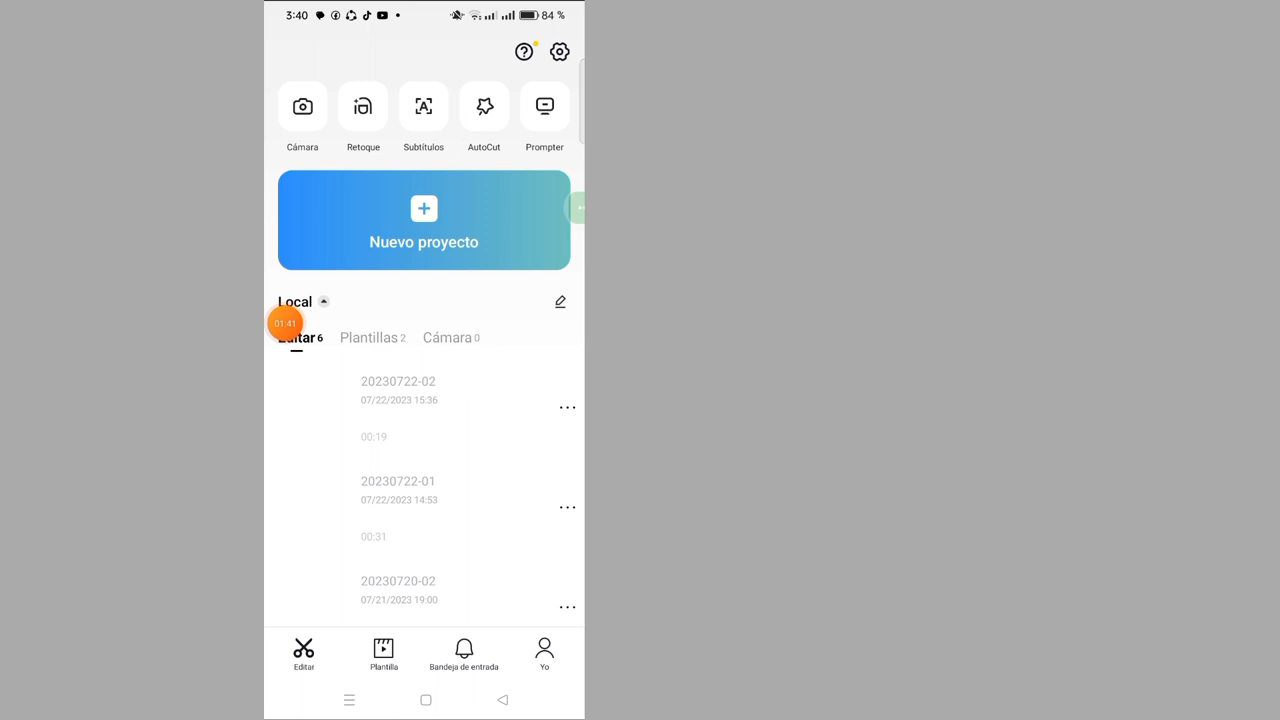 3:40
84 %
Cámara
Retoque
Subtítulos
AutoCut
Prompter
Nuevo proyecto
Local
01:41
Editar 6
Plantillas 2
Cámara 0
20230722-02
07/22/2023 15:36
00:19
20230722-01
07/22/2023 14:53
00:31
20230720-02
07/21/2023 19:00
Editar
Plantilla
Bandeja de entrada
Yo